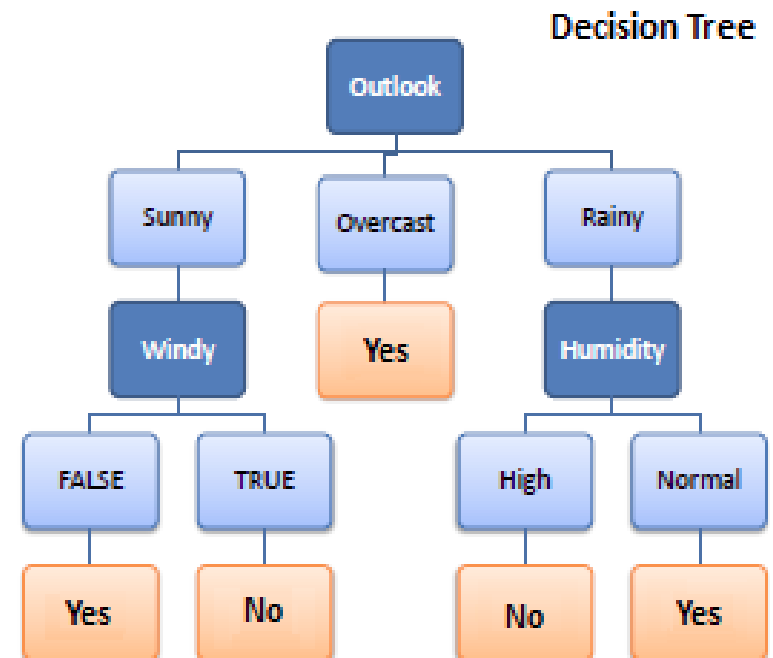 Decision Tree
Outlook
Sunny
Overcast
Rainy
Windy
Yes
Humidity
FALSE
TRUE
High
Normal
Yes
No
No
Yes